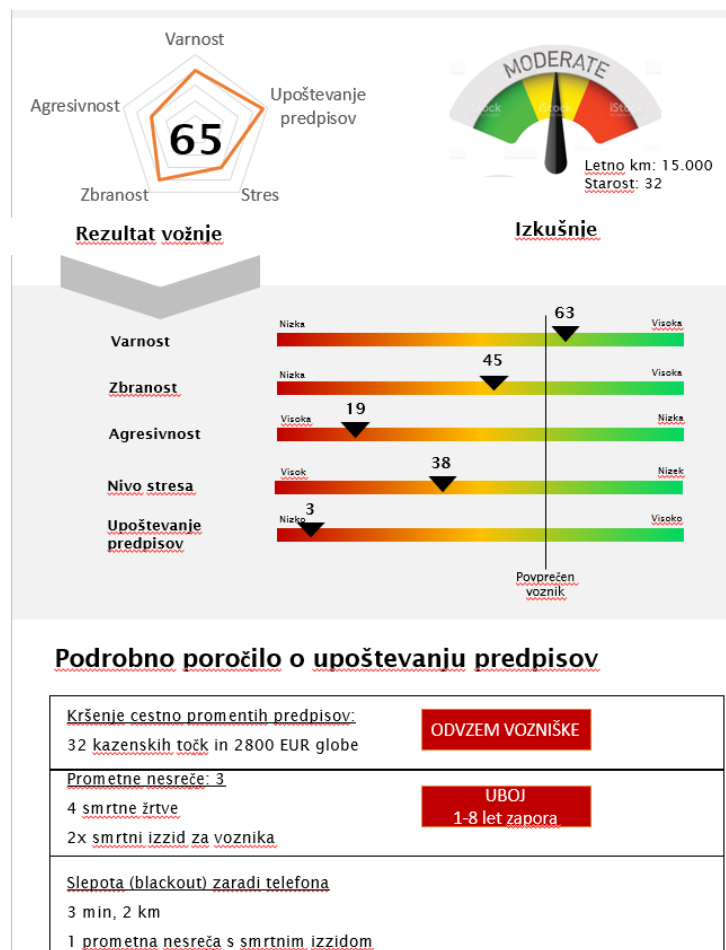 Varnost
Agresivnost
Upoštevanje
predpisov
65
Zbranost
Stres
Rezultat vožnje
MODERATE
iStock
iStock
iStock
Letno km: 15.000
Starost: 32
Izkušnje
Varnost
Nizka
63
Visoka
Zbranost
Nizka
45
Visoka
Agresivnost
Visoka
19
Nizka
Nivo stresa
Visok
38
Nizek
Upoštevanje
predpisov
Nizko
3
Visoko
Povprečen
voznik
Podrobno poročilo o upoštevanju predpisov
Kršenje cestno promentih predpisov:
32 kazenskih točk in 2800 EUR globe
ODVZEM VOZNIŠKE
Prometne nesreče: 3
4 smrtne žrtve
2x smrtni izzid za voznika
UBOJ
1-8 let zapora
Slepota (blackout) zaradi telefona
3 min, 2 km
1 prometna nesreča s smrtnim izzidom